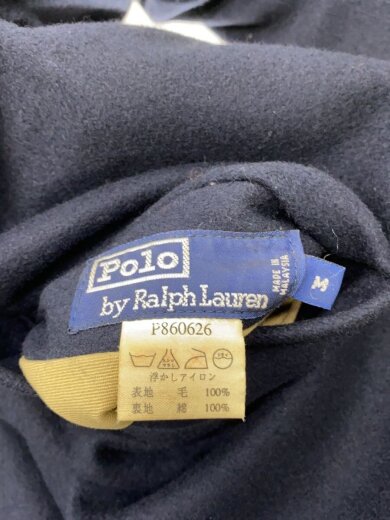 Polo
by Ralph Lauren
MADE IN
MALAYSIA
M
P860626
浮かしアイロン
表地 毛 100%
裏地 綿 100%